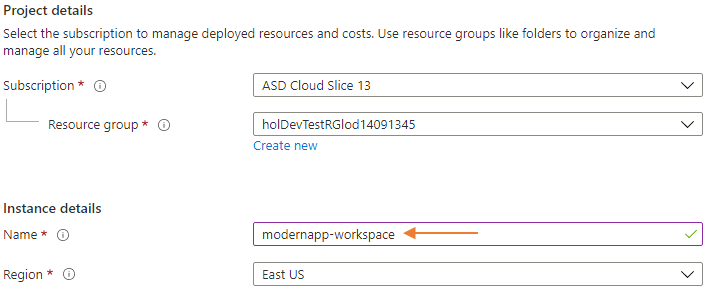 Project details
Select the subscription to manage deployed resources and costs. Use resource groups like folders to organize and
manage all your resources.
Subscription *
ASD Cloud Slice 13
Resource group *
holDevTestRGlod14091345
Create new
Instance details
Name *
modernapp-workspace
Region *
East US